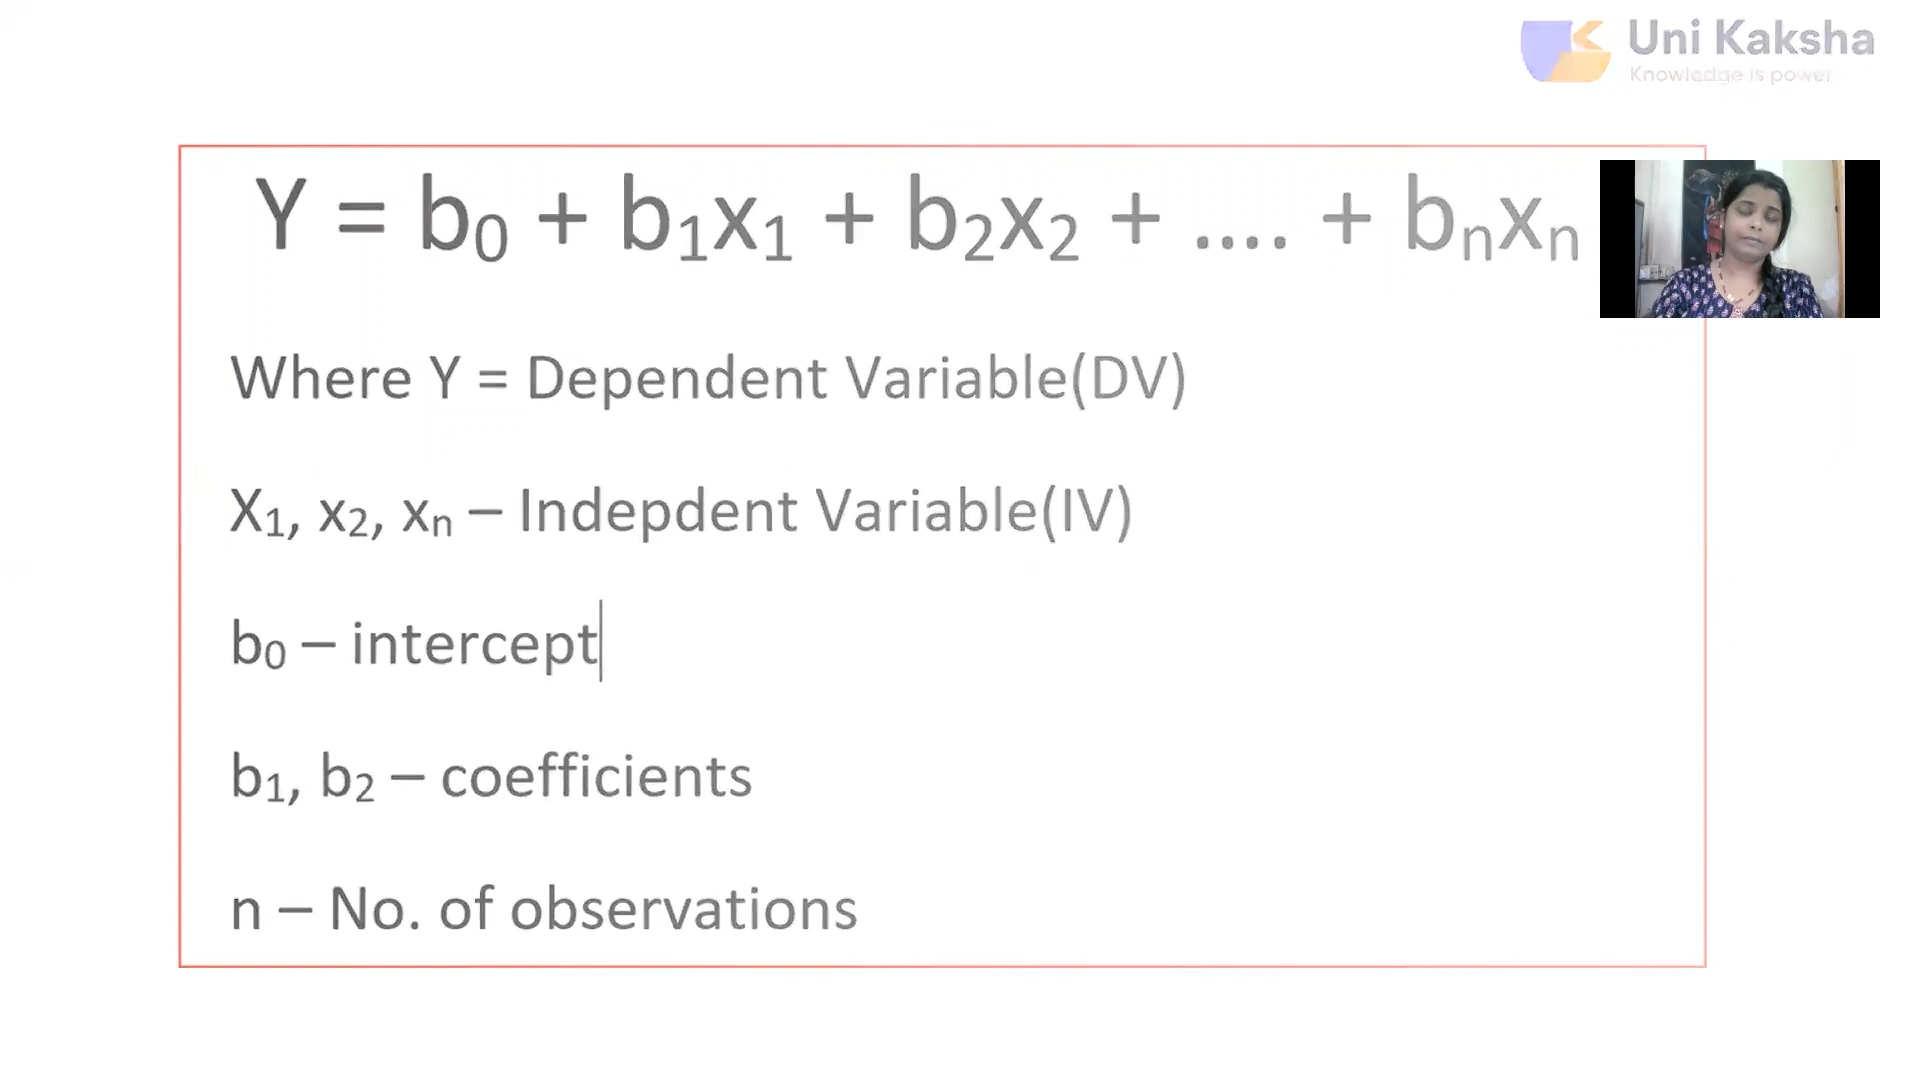 Uni Kaksha
Knowledge is power
Y = b₀ + b₁x₁ + b₂x₂ + .... + bₙxₙ
Where Y = Dependent Variable(DV)
X₁, x₂, xₙ – Indepdent Variable(IV)
b₀ – intercept
b₁, b₂ – coefficients
n – No. of observations